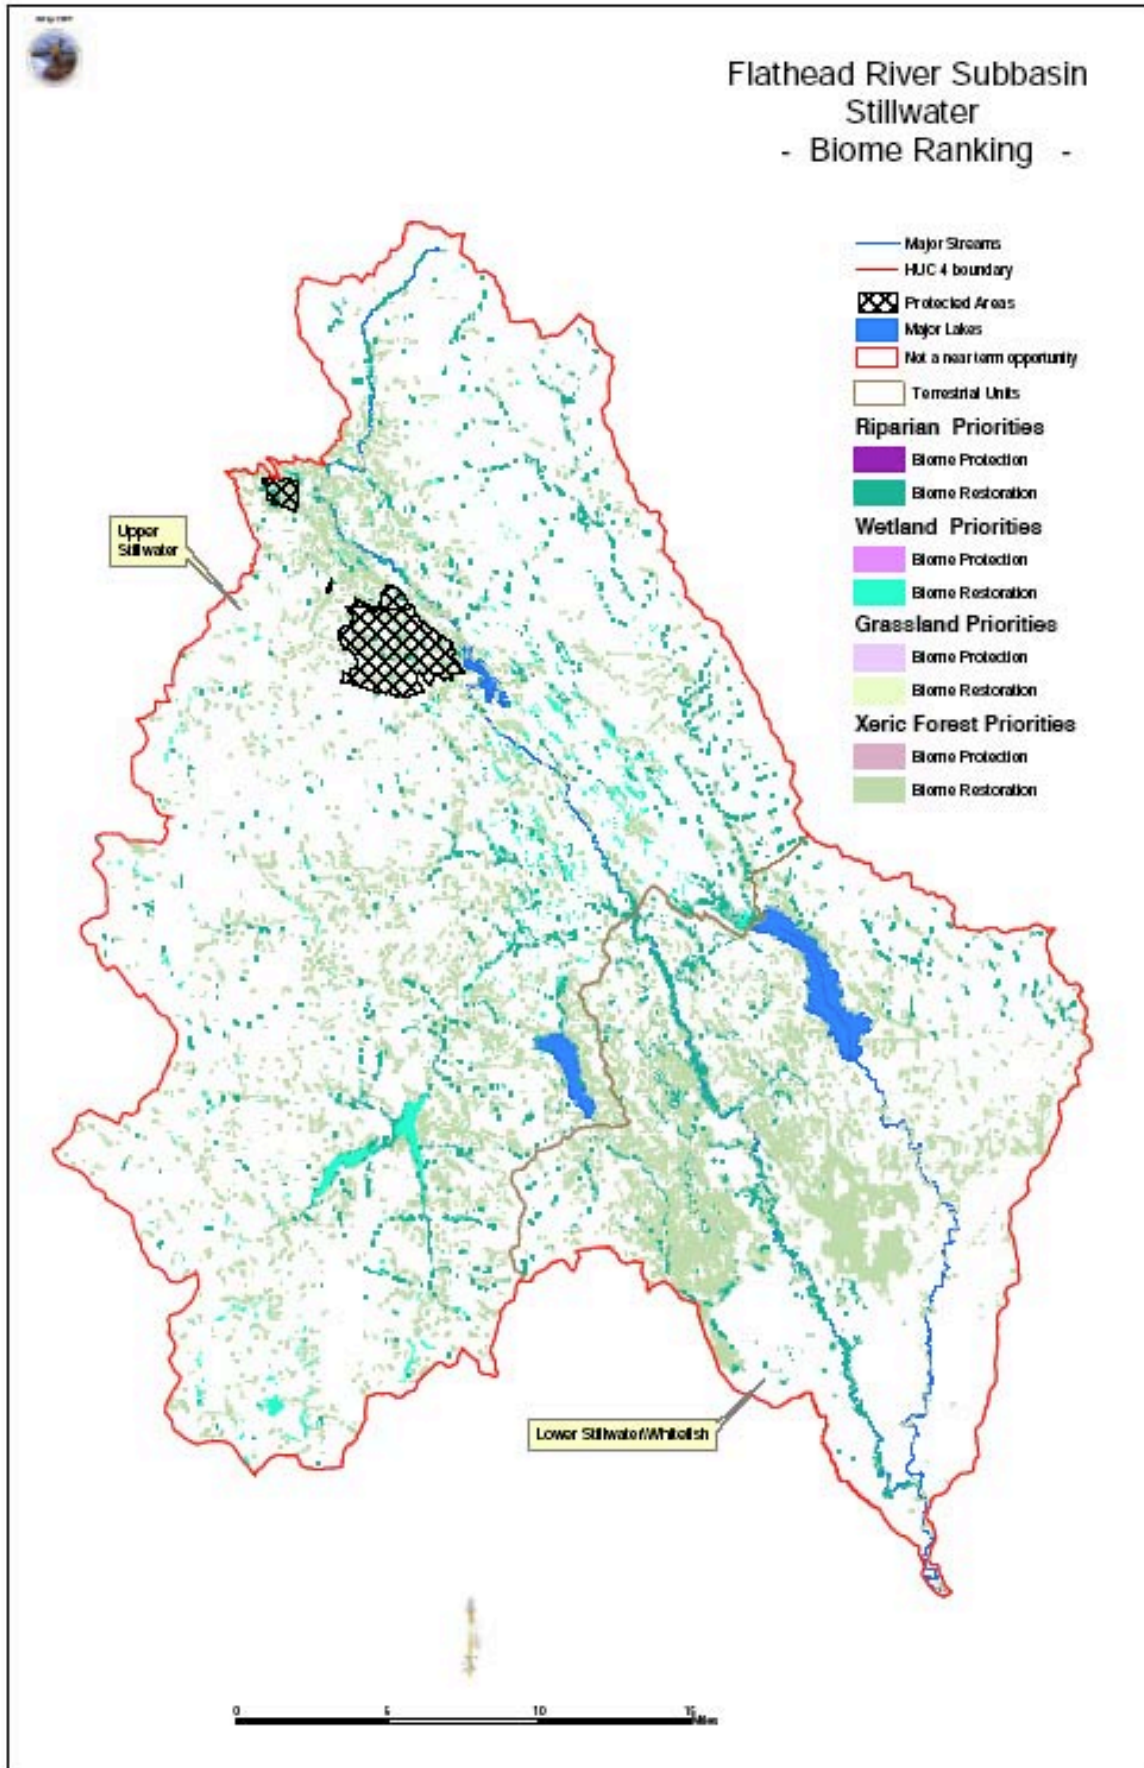 Flathead River Subbasin
Stillwater
- Biome Ranking -
Major Streams
HUC 4 boundary
Protected Areas
Major Lakes
Not a near term opportunity
Terrestrial Units
Riparian Priorities
Biome Protection
Biome Restoration
Wetland Priorities
Biome Protection
Biome Restoration
Grassland Priorities
Biome Protection
Biome Restoration
Xeric Forest Priorities
Biome Protection
Biome Restoration
Upper
Stillwater
Lower Stillwater/Whitefish
0 5 10 15
Miles